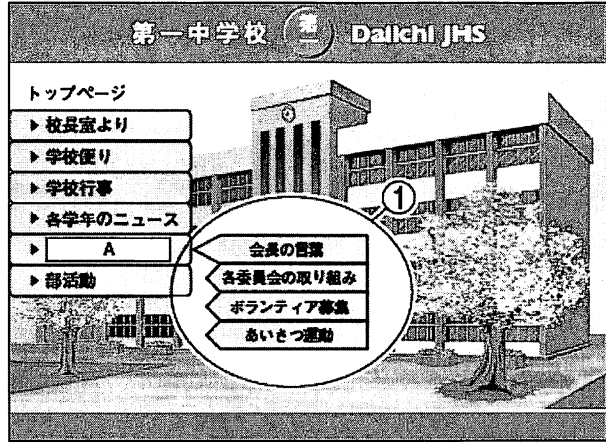 第一中学校 第一 Daiichi JHS
トップページ
▶ 校長室より
▶ 学校便り
▶ 学校行事
▶ 各学年のニュース
▶ A
▶ 部活動
①
会長の言葉
各委員会の取り組み
ボランティア募集
あいさつ運動